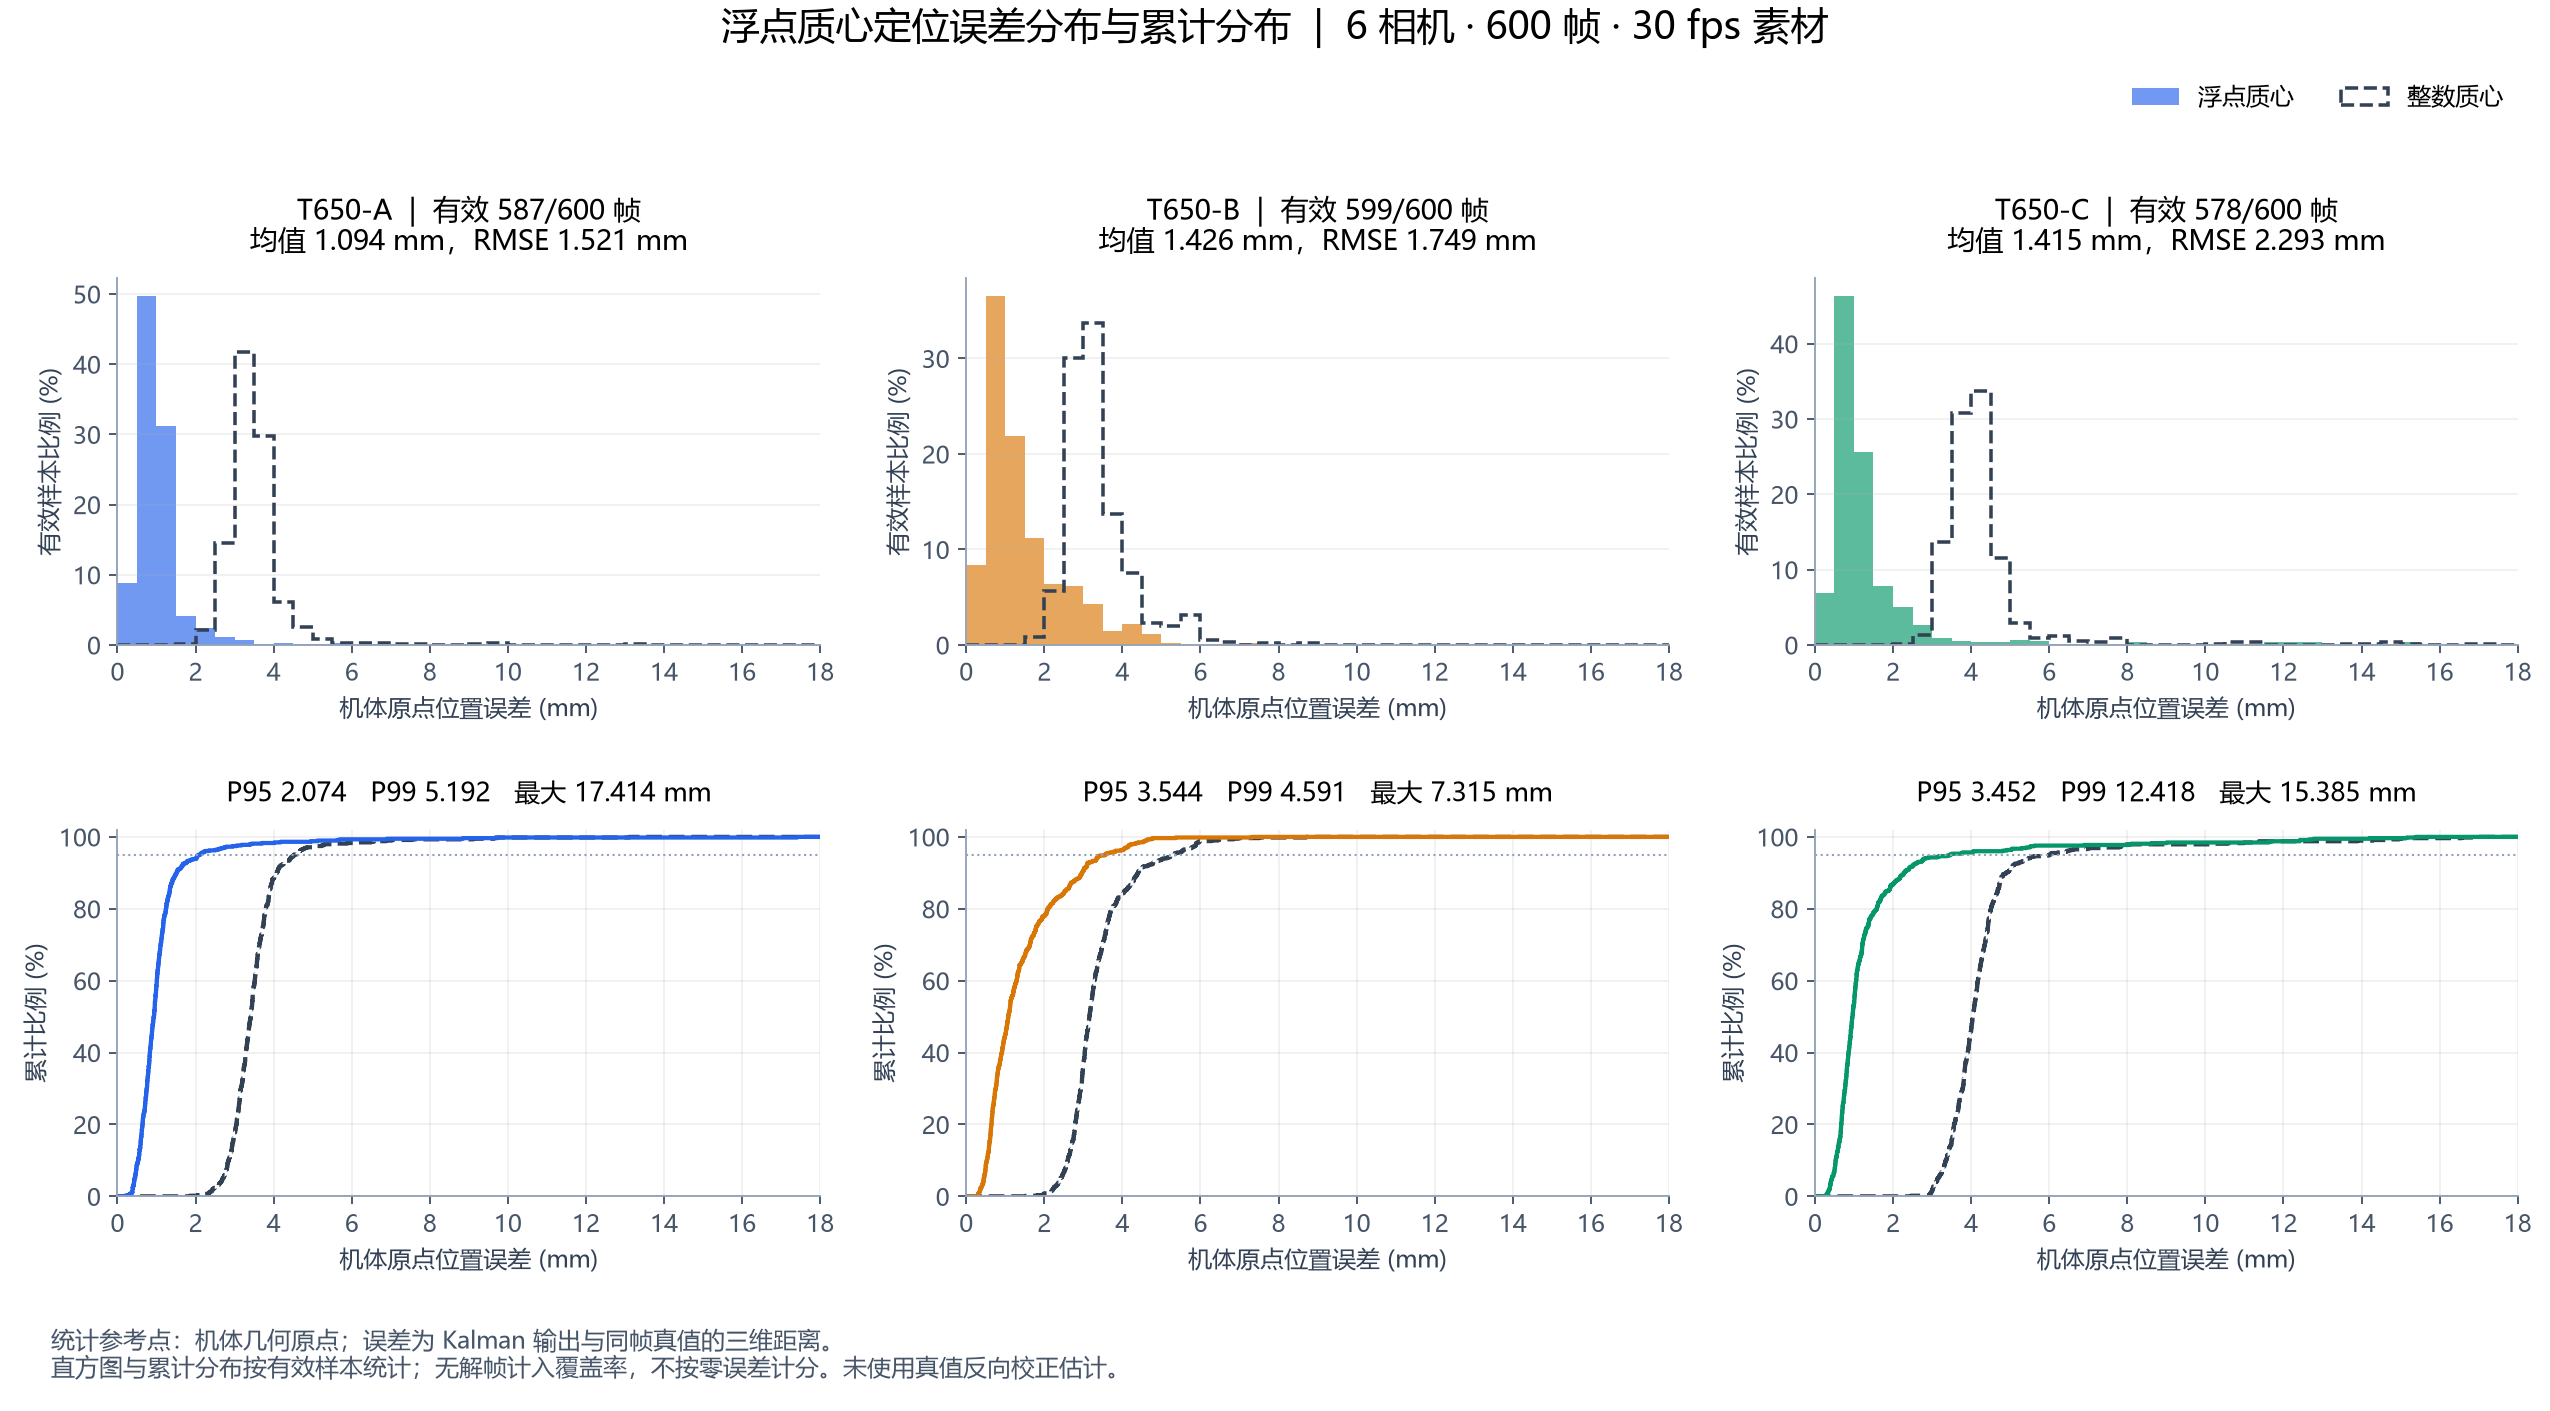 浮点质心定位误差分布与累计分布 | 6 相机 · 600 帧 · 30 fps 素材
浮点质心 整数质心
T650-A | 有效 587/600 帧
均值 1.094 mm，RMSE 1.521 mm
有效样本比例 (%)
50
40
30
20
10
0
0 2 4 6 8 10 12 14 16 18
机体原点位置误差 (mm)
T650-B | 有效 599/600 帧
均值 1.426 mm，RMSE 1.749 mm
有效样本比例 (%)
30
20
10
0
0 2 4 6 8 10 12 14 16 18
机体原点位置误差 (mm)
T650-C | 有效 578/600 帧
均值 1.415 mm，RMSE 2.293 mm
有效样本比例 (%)
40
30
20
10
0
0 2 4 6 8 10 12 14 16 18
机体原点位置误差 (mm)
P95 2.074 P99 5.192 最大 17.414 mm
累计比例 (%)
100
80
60
40
20
0
0 2 4 6 8 10 12 14 16 18
机体原点位置误差 (mm)
P95 3.544 P99 4.591 最大 7.315 mm
累计比例 (%)
100
80
60
40
20
0
0 2 4 6 8 10 12 14 16 18
机体原点位置误差 (mm)
P95 3.452 P99 12.418 最大 15.385 mm
累计比例 (%)
100
80
60
40
20
0
0 2 4 6 8 10 12 14 16 18
机体原点位置误差 (mm)
统计参考点：机体几何原点；误差为 Kalman 输出与同帧真值的三维距离。
直方图与累计分布按有效样本统计；无解帧计入覆盖率，不按零误差计分。未使用真值反向校正估计。